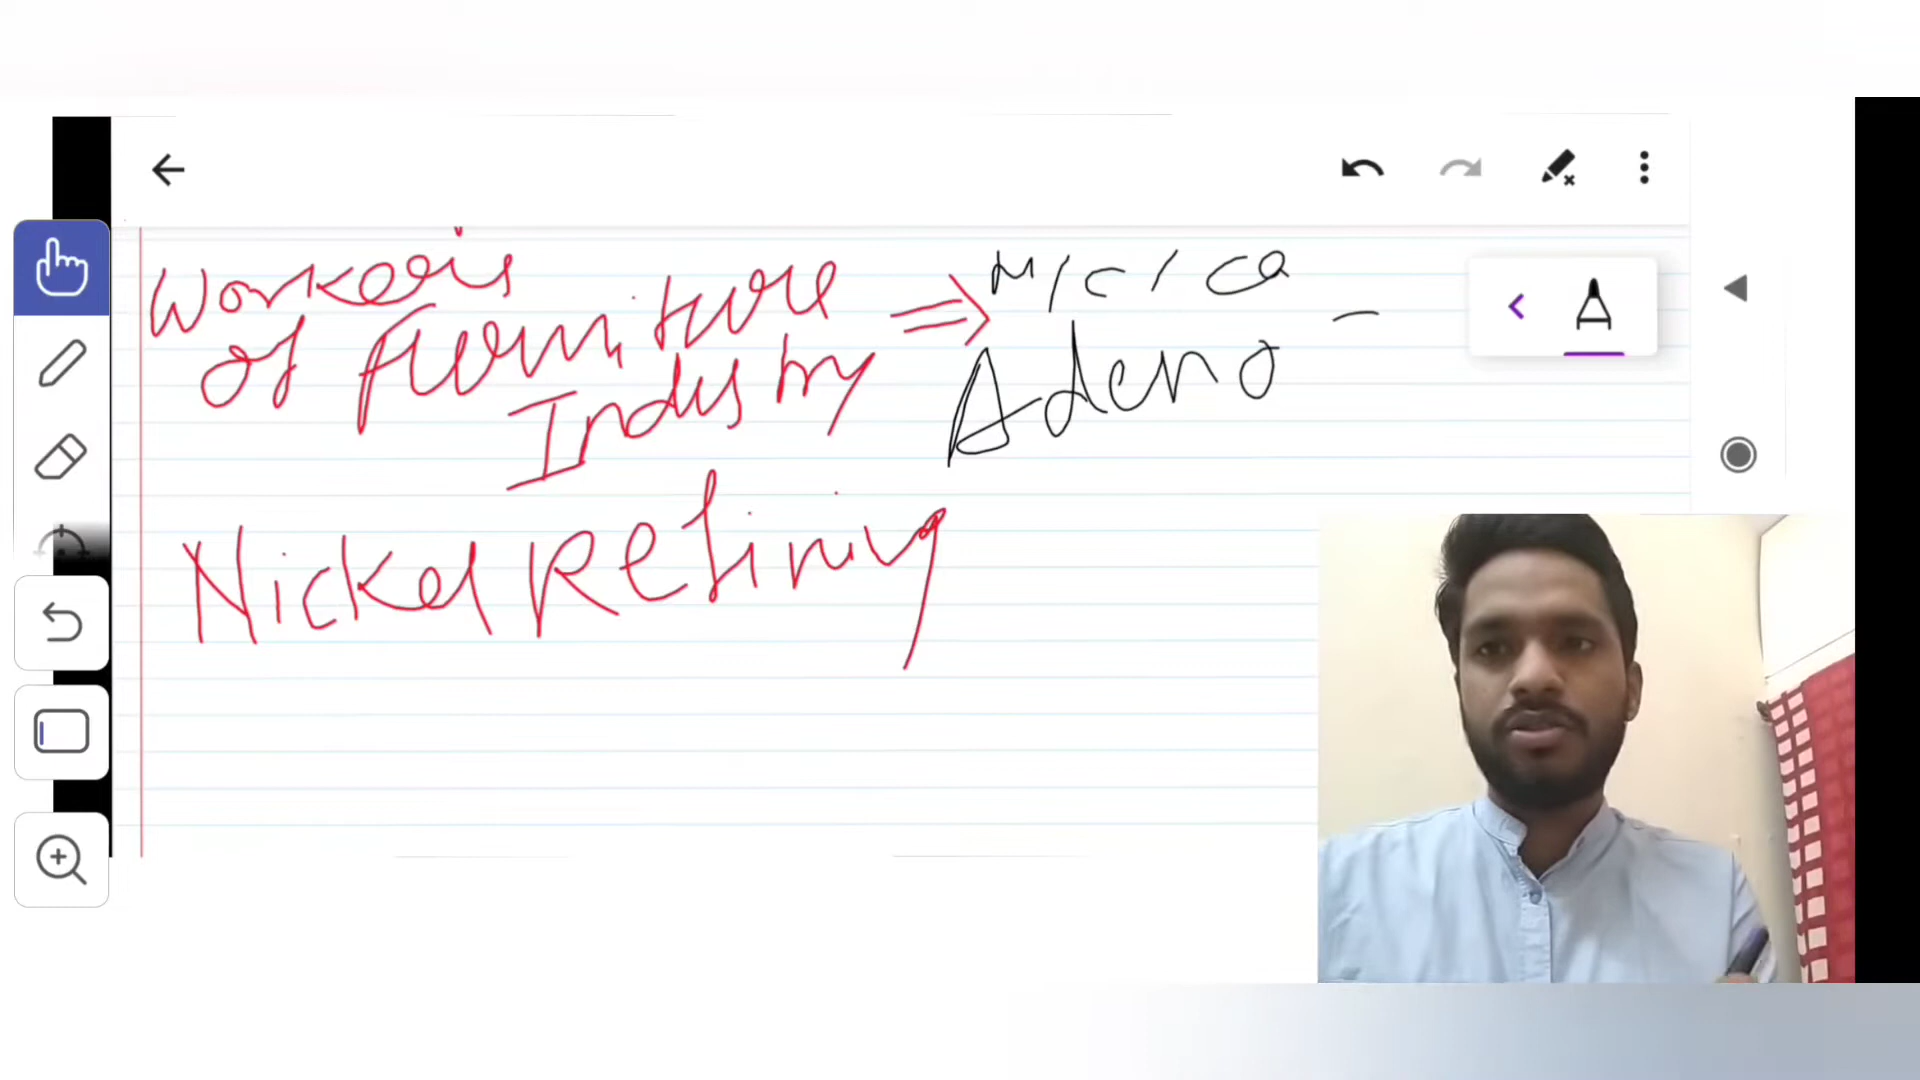 Workers
of Furniture
Industry ⇒ M/C/Ca
Adeno -
Nickel Refining